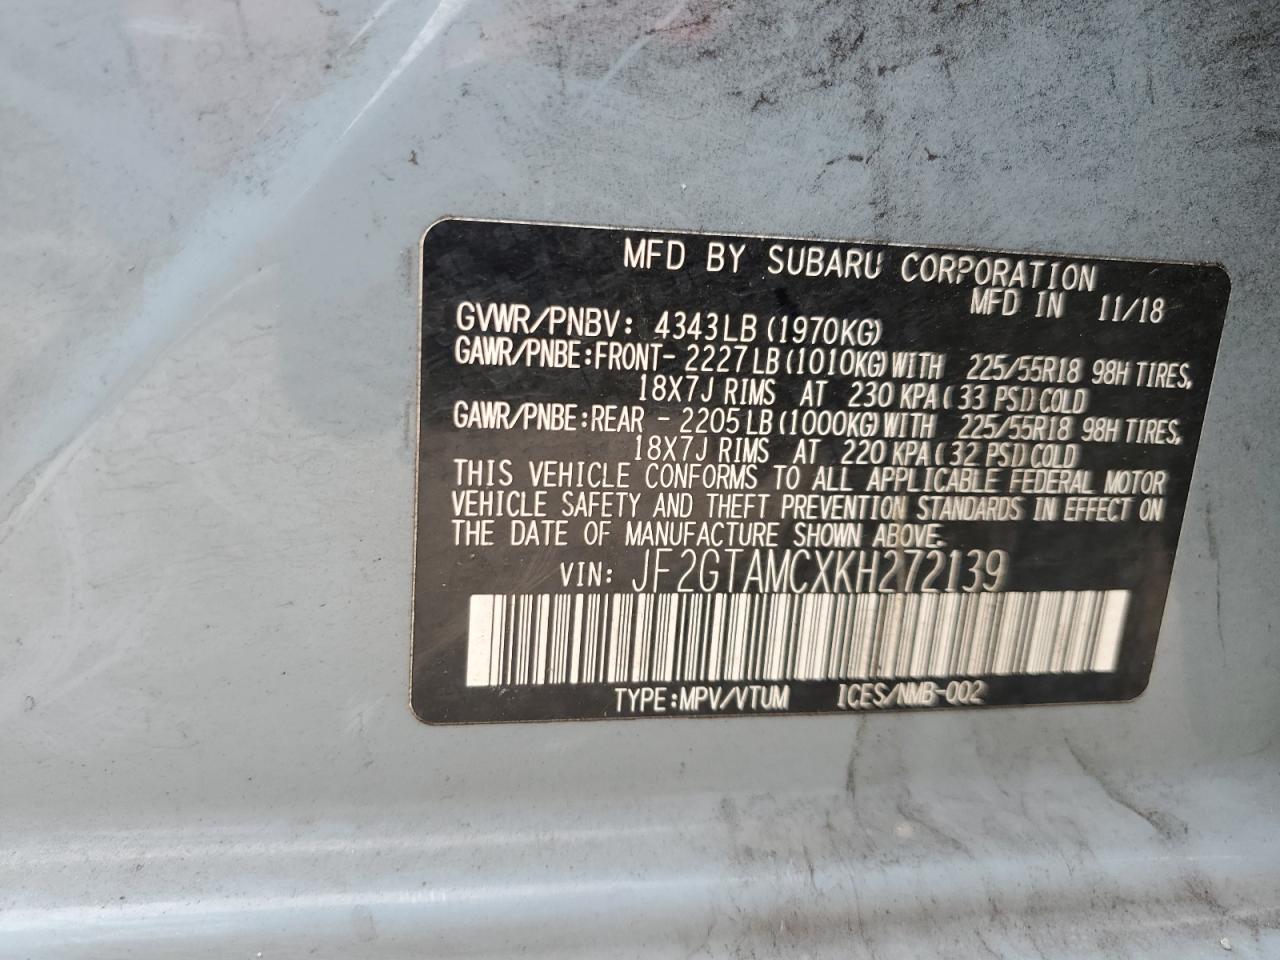 MFD BY SUBARU CORPORATION
MFD IN 11/18
GVWR/PNBV: 4343LB (1970KG)
GAWR/PNBE:FRONT- 2227LB (1010KG) WITH 225/55R18 98H TIRES,
18X7J RIMS AT 230 KPA ( 33 PSI) COLD
GAWR/PNBE:REAR - 2205LB (1000KG) WITH 225/55R18 98H TIRES,
18X7J RIMS AT 220 KPA ( 32 PSI) COLD
THIS VEHICLE CONFORMS TO ALL APPLICABLE FEDERAL MOTOR
VEHICLE SAFETY AND THEFT PREVENTION STANDARDS IN EFFECT ON
THE DATE OF MANUFACTURE SHOWN ABOVE.
VIN: JF2GTAMCXKH272139
TYPE:MPV/VTUM ICES/NMB-002